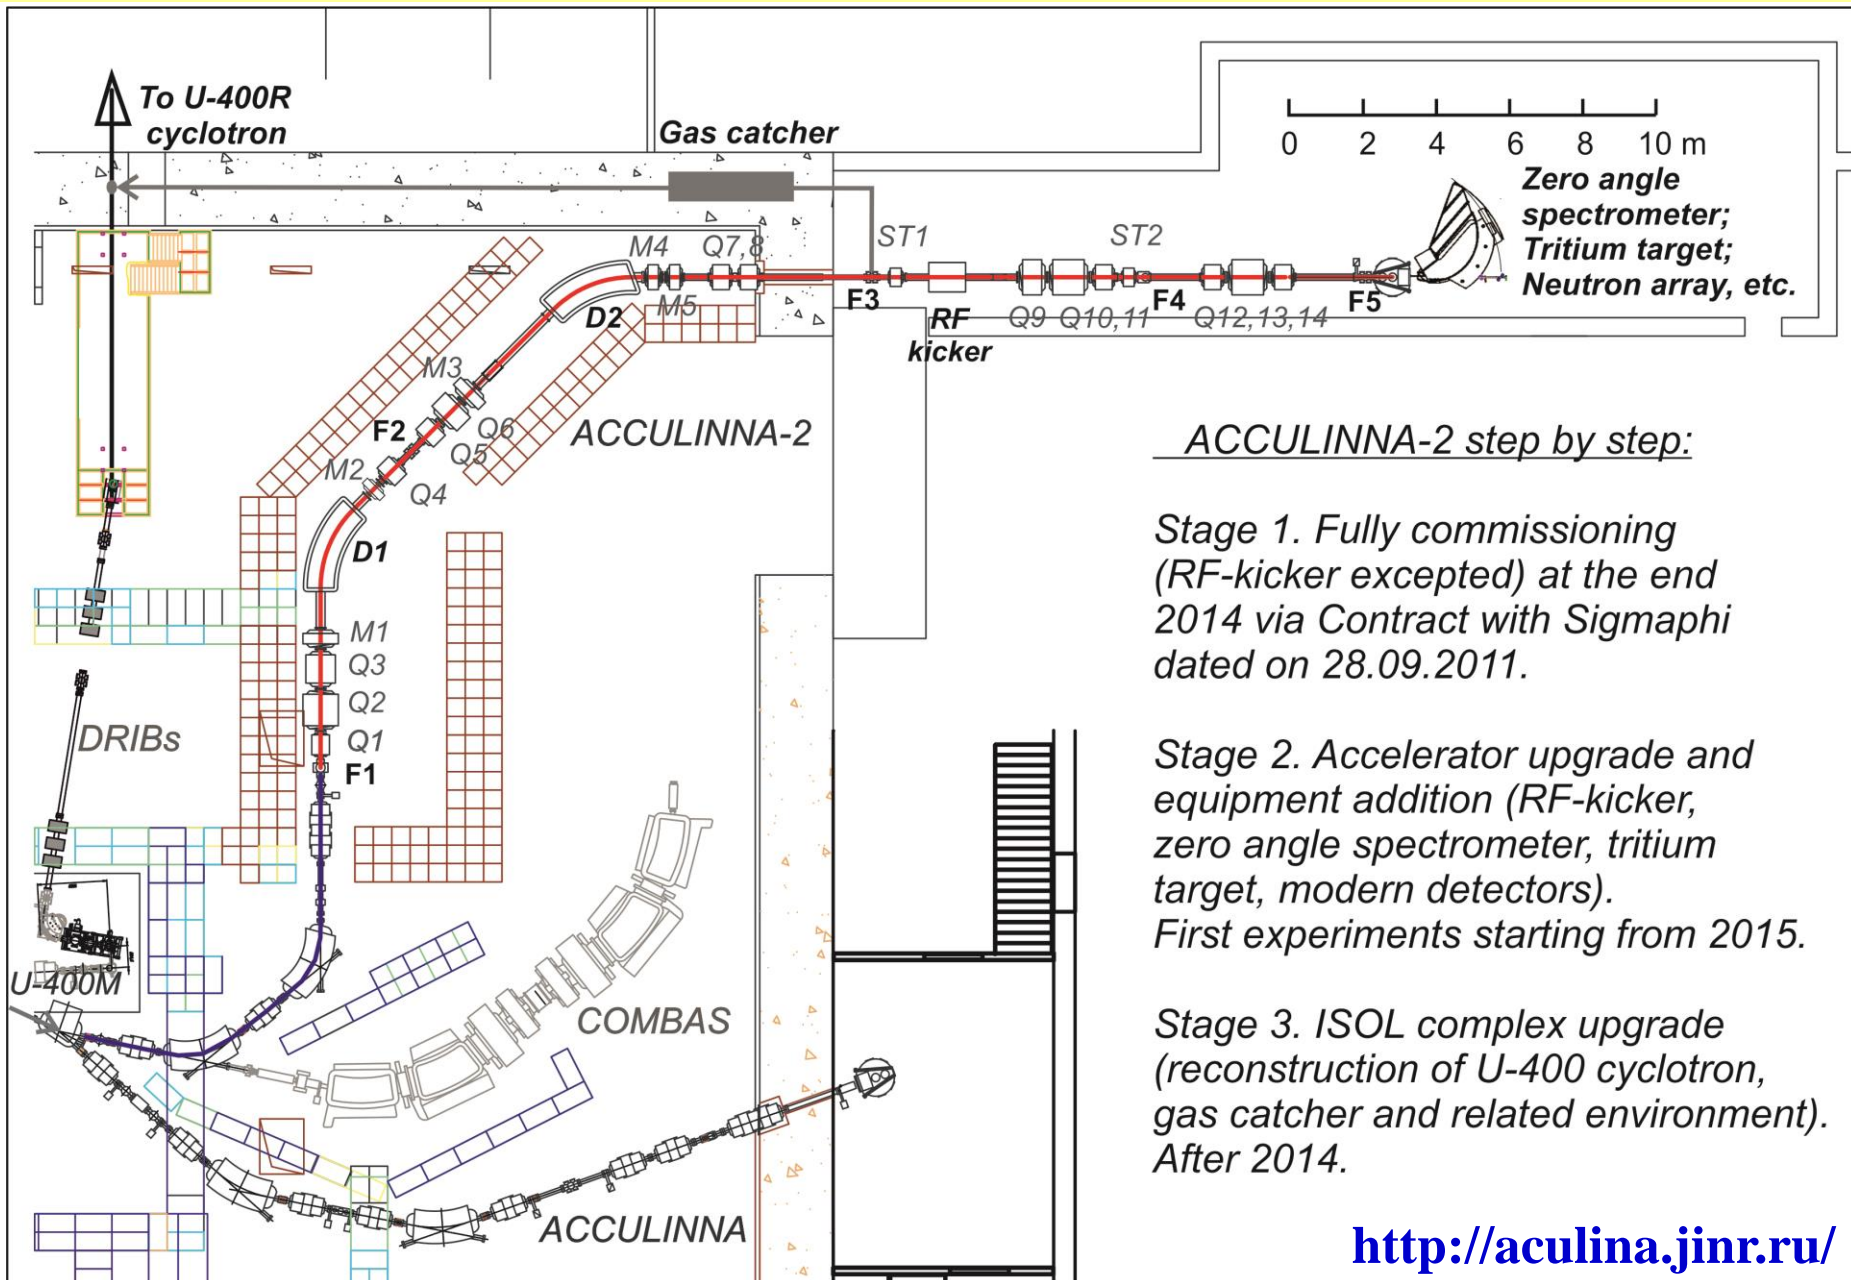 To U-400R
cyclotron
Gas catcher
0 2 4 6 8 10 m
Zero angle
spectrometer;
Tritium target;
Neutron array, etc.
M4 Q7,8 ST1 ST2
D2 M5 F3 RF
kicker
Q9 Q10,11 F4 Q12,13,14 F5
M3
F2 Q6
Q5
M2 Q4
ACCULINNA-2
D1
M1
Q3
Q2
Q1
F1
DRIBs
U-400M
COMBAS
ACCULINNA
ACCULINNA-2 step by step:
Stage 1. Fully commissioning
(RF-kicker excepted) at the end
2014 via Contract with Sigmaphi
dated on 28.09.2011.
Stage 2. Accelerator upgrade and
equipment addition (RF-kicker,
zero angle spectrometer, tritium
target, modern detectors).
First experiments starting from 2015.
Stage 3. ISOL complex upgrade
(reconstruction of U-400 cyclotron,
gas catcher and related environment).
After 2014.
http://aculina.jinr.ru/